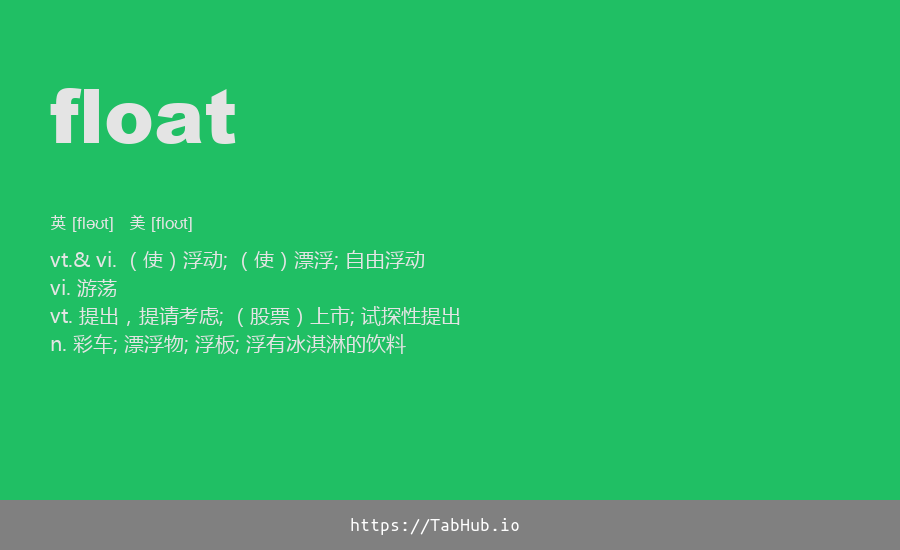 float
英 [fləʊt] 美 [floʊt]
vt.& vi. （使）浮动; （使）漂浮; 自由浮动
vi. 游荡
vt. 提出，提请考虑; （股票）上市; 试探性提出
n. 彩车; 漂浮物; 浮板; 浮有冰淇淋的饮料
https://TabHub.io